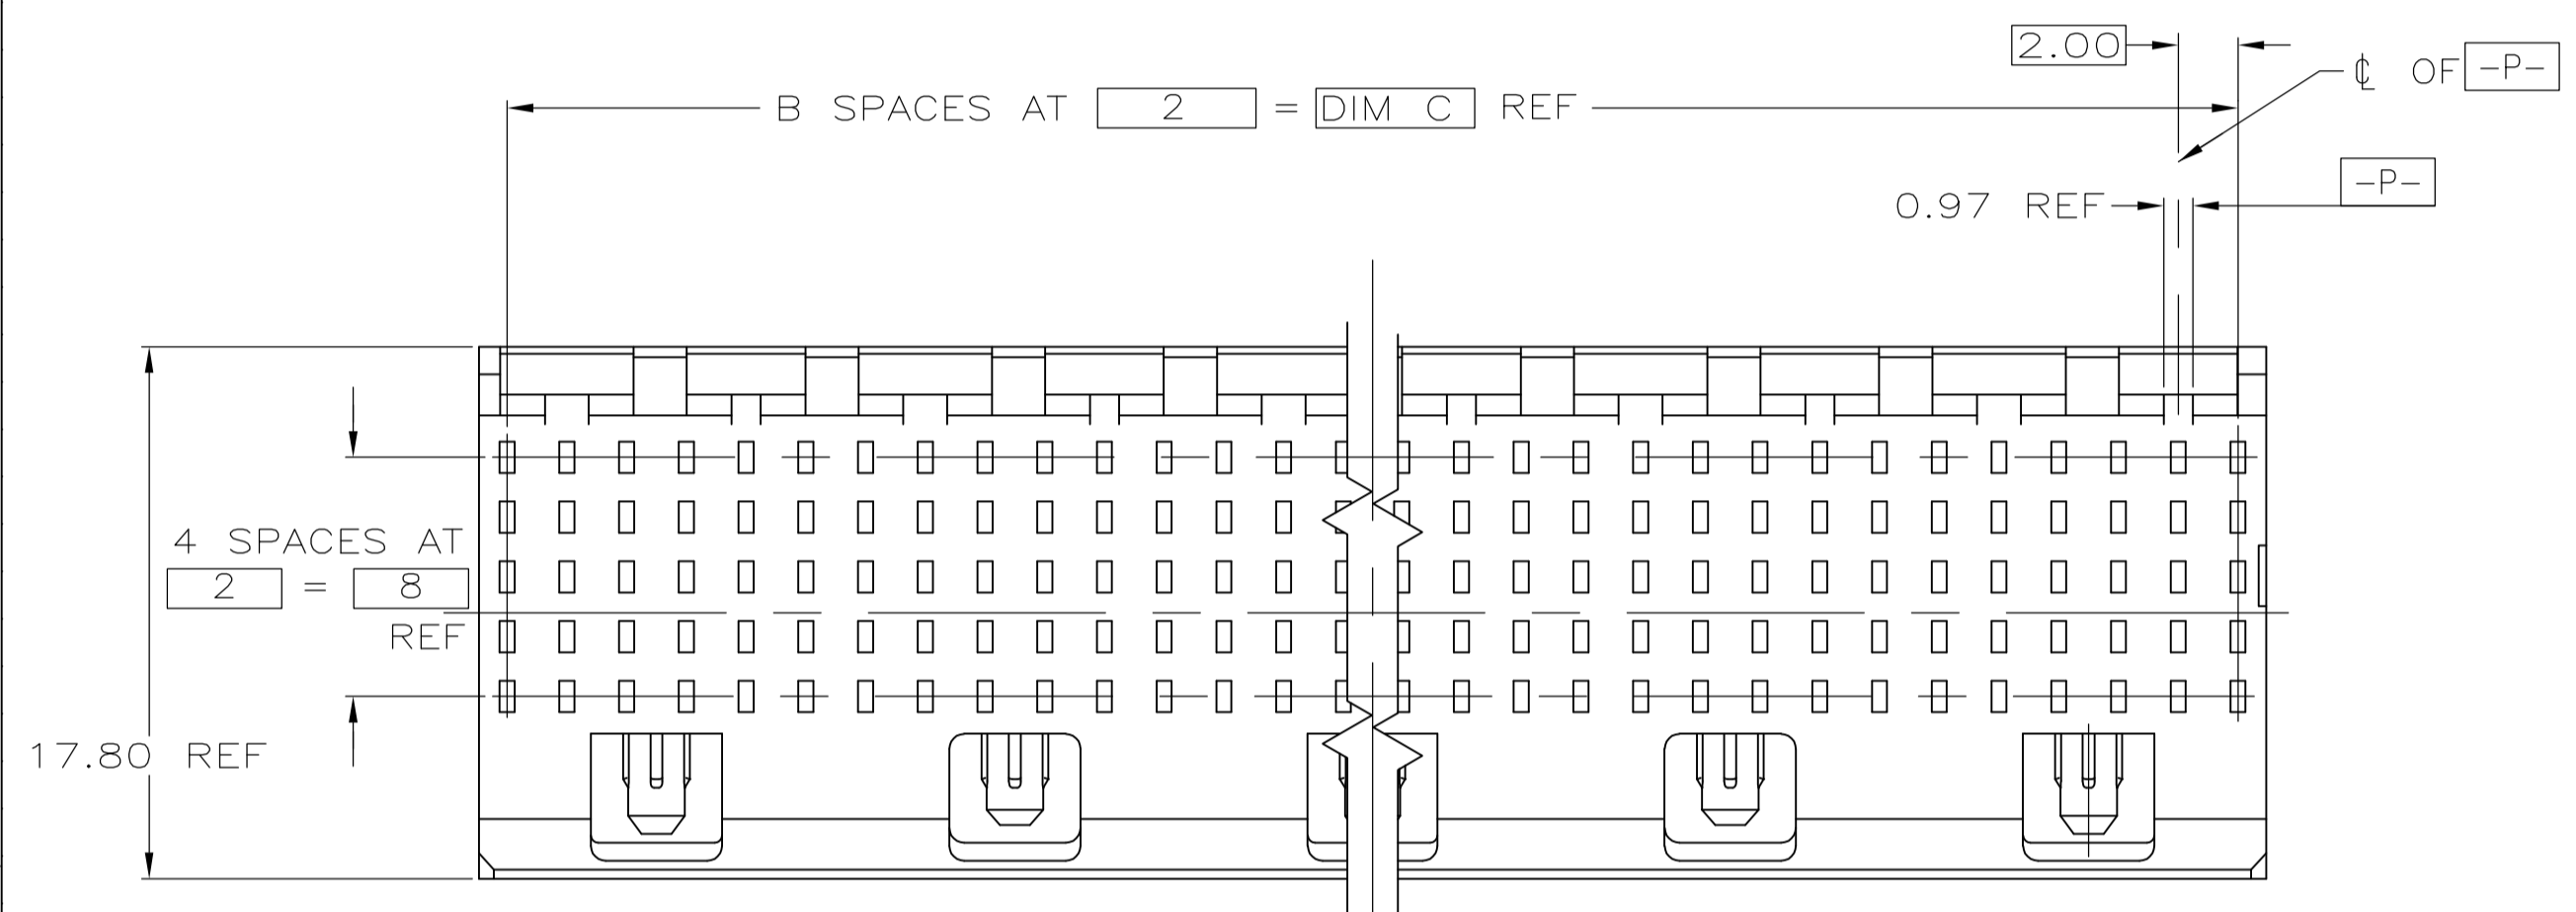 2.00
℄ OF -P-
B SPACES AT 2 = DIM C REF
-P-
0.97 REF
4 SPACES AT
2 = 8
REF
17.80 REF